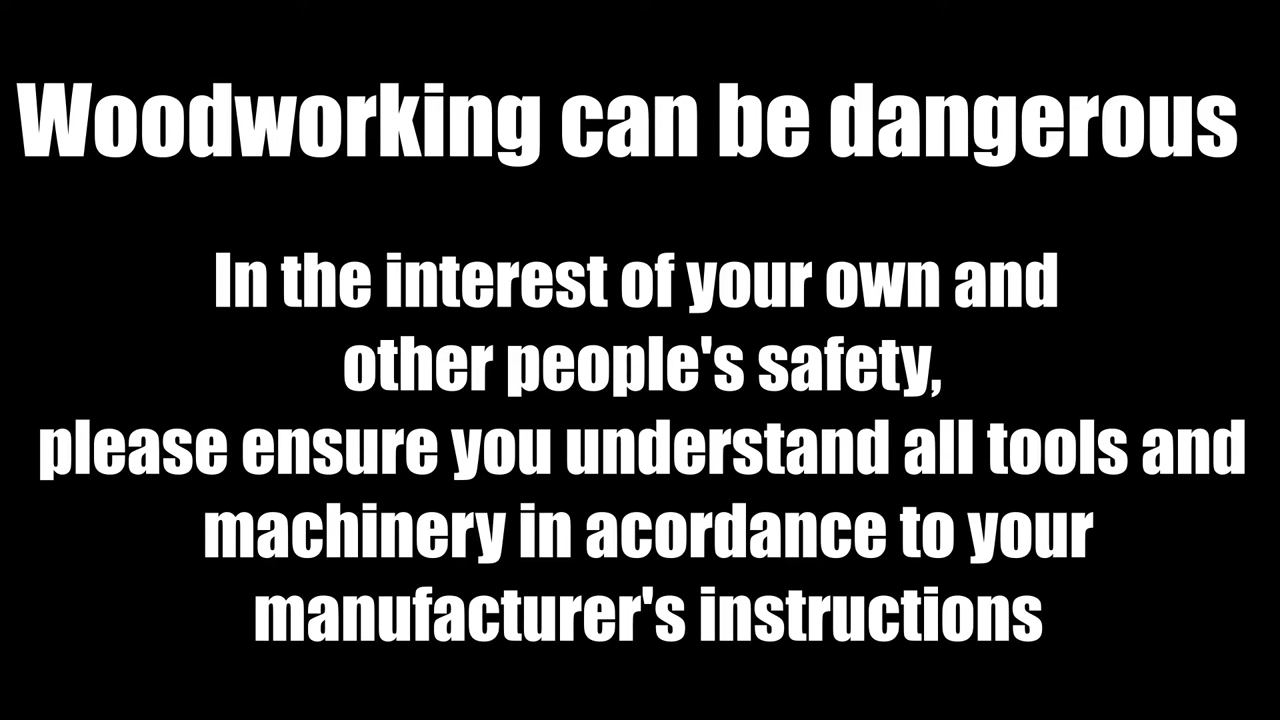 Woodworking can be dangerous
In the interest of your own and
other people's safety,
please ensure you understand all tools and
machinery in acordance to your
manufacturer's instructions